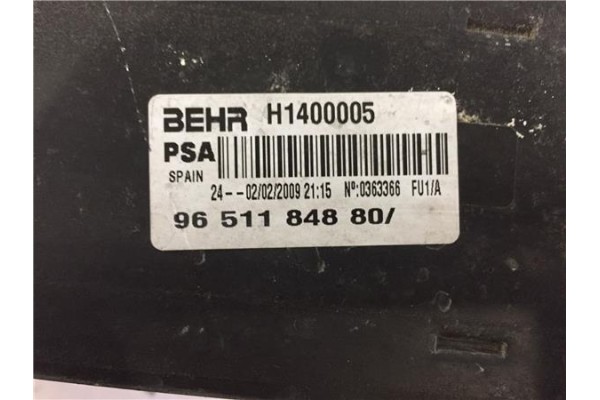 BEHR H1400005
PSA
SPAIN
24--02/02/2009 21:15 Nº:0363366 FU1/A
96 511 848 80/